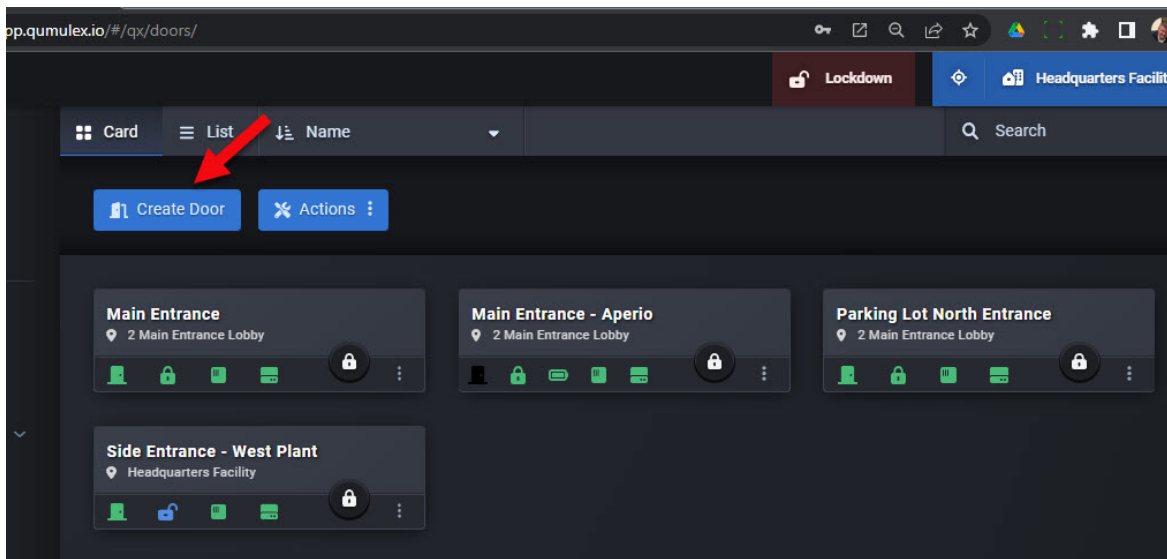 pp.qumulex.io/#/qx/doors/
Lockdown
Headquarters Facilit
Card
List
Name
Search
Create Door
Actions
Main Entrance
2 Main Entrance Lobby
Main Entrance - Aperio
2 Main Entrance Lobby
Parking Lot North Entrance
2 Main Entrance Lobby
Side Entrance - West Plant
Headquarters Facility